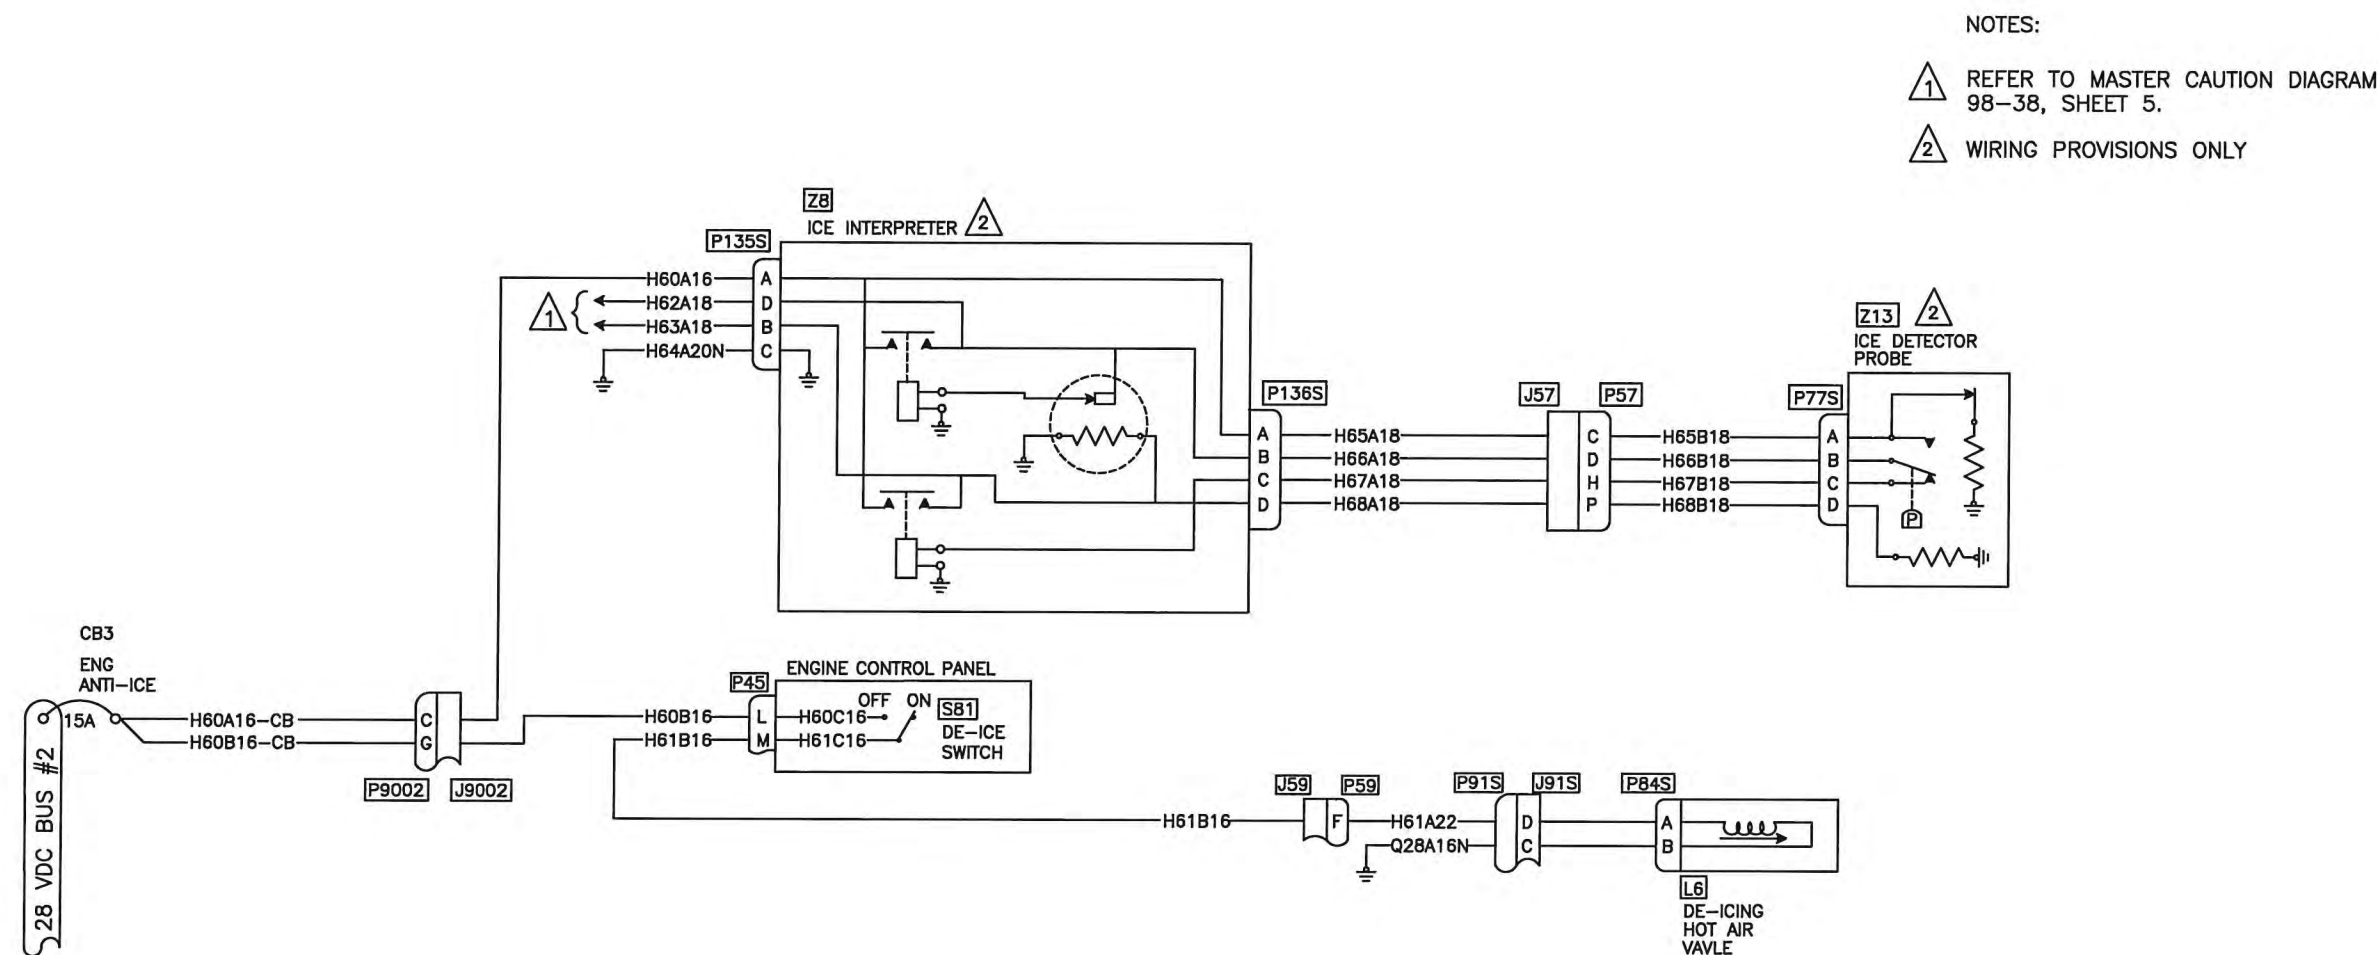 NOTES:
1 REFER TO MASTER CAUTION DIAGRAM
98-38, SHEET 5.
2 WIRING PROVISIONS ONLY
Z8
ICE INTERPRETER 2
P135S
H60A16 A
1 H62A18 D
H63A18 B
H64A20N C
P136S
A H65A18
B H66A18
C H67A18
D H68A18
J57 P57
C H65B18
D H66B18
H H67B18
P H68B18
Z13 2
ICE DETECTOR
PROBE
P77S
A
B
C
D
P
CB3
ENG
ANTI-ICE
15A
28 VDC BUS #2
H60A16-CB C
H60B16-CB G
P9002 J9002
ENGINE CONTROL PANEL
P45
OFF ON S81
DE-ICE
SWITCH
H60B16 L H60C16
H61B16 M H61C16
J59 P59
H61B16 F H61A22
Q28A16N
P91S J91S
D
C
P84S
A
B
L6
DE-ICING
HOT AIR
VAVLE